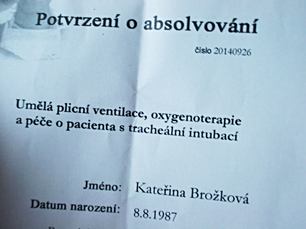 Potvrzení o absolvování
číslo 20140926
Umělá plicní ventilace, oxygenoterapie
a péče o pacienta s tracheální intubací
Jméno: Kateřina Brožková
Datum narození: 8.8.1987